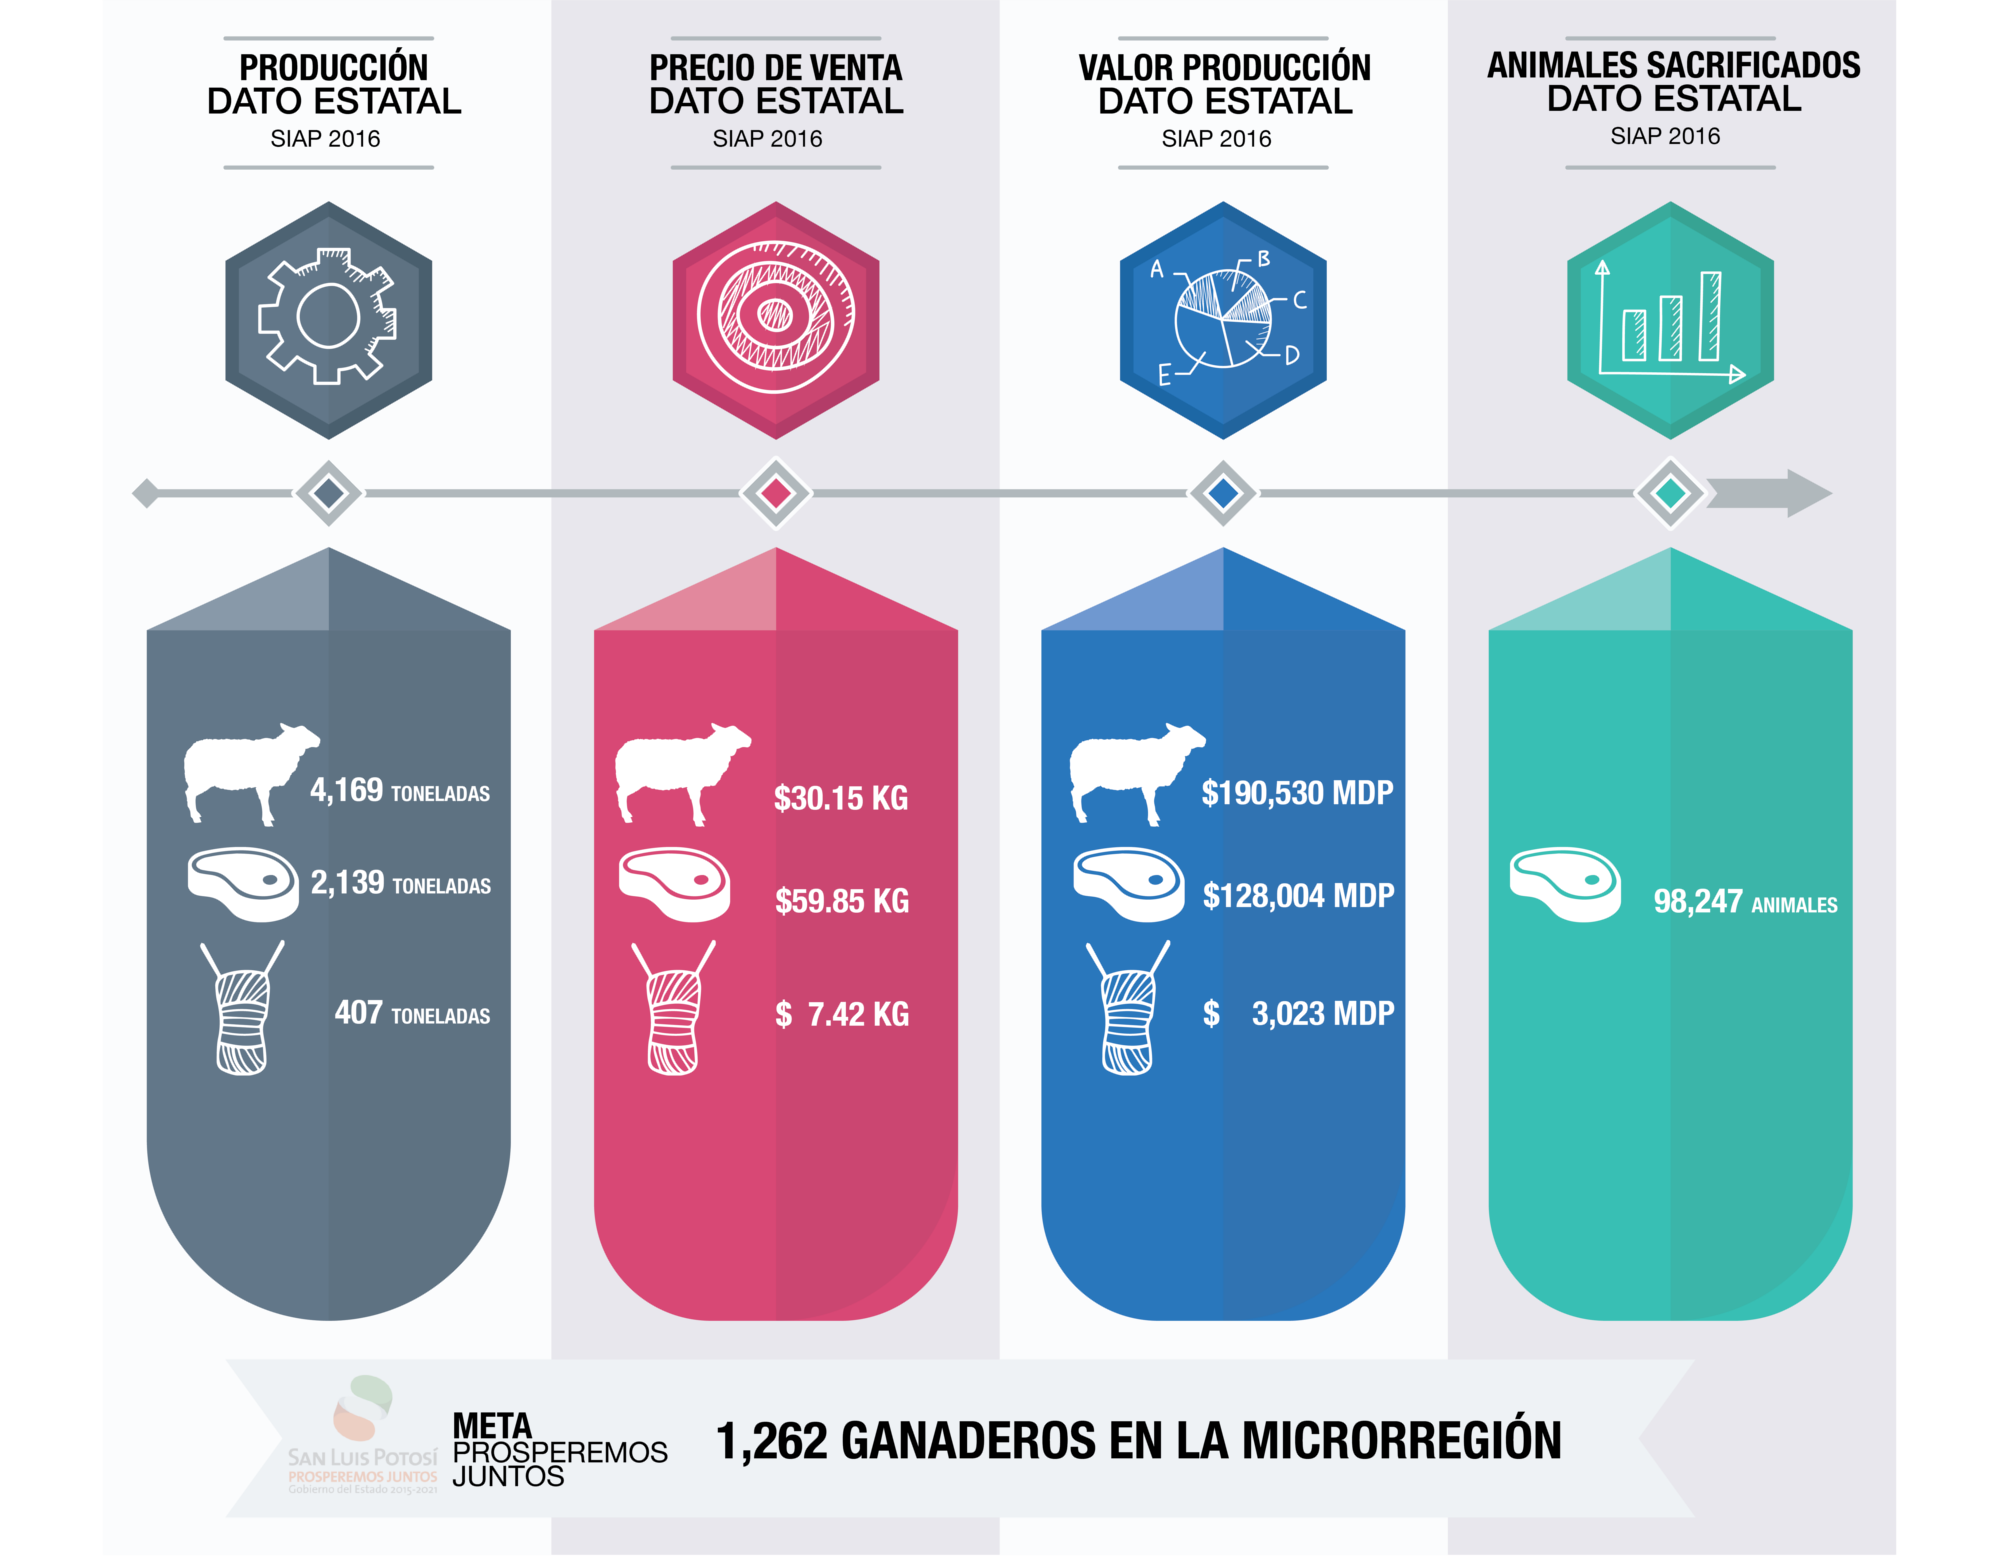 PRODUCCIÓN
DATO ESTATAL
SIAP 2016
PRECIO DE VENTA
DATO ESTATAL
SIAP 2016
VALOR PRODUCCIÓN
DATO ESTATAL
SIAP 2016
ANIMALES SACRIFICADOS
DATO ESTATAL
SIAP 2016
A
B
C
D
E
4,169 TONELADAS
2,139 TONELADAS
407 TONELADAS
$30.15 KG
$59.85 KG
$ 7.42 KG
$190,530 MDP
$128,004 MDP
$ 3,023 MDP
98,247 ANIMALES
SAN LUIS POTOSÍ
PROSPEREMOS JUNTOS
Gobierno del Estado 2015-2021
META
PROSPEREMOS
JUNTOS
1,262 GANADEROS EN LA MICRORREGIÓN